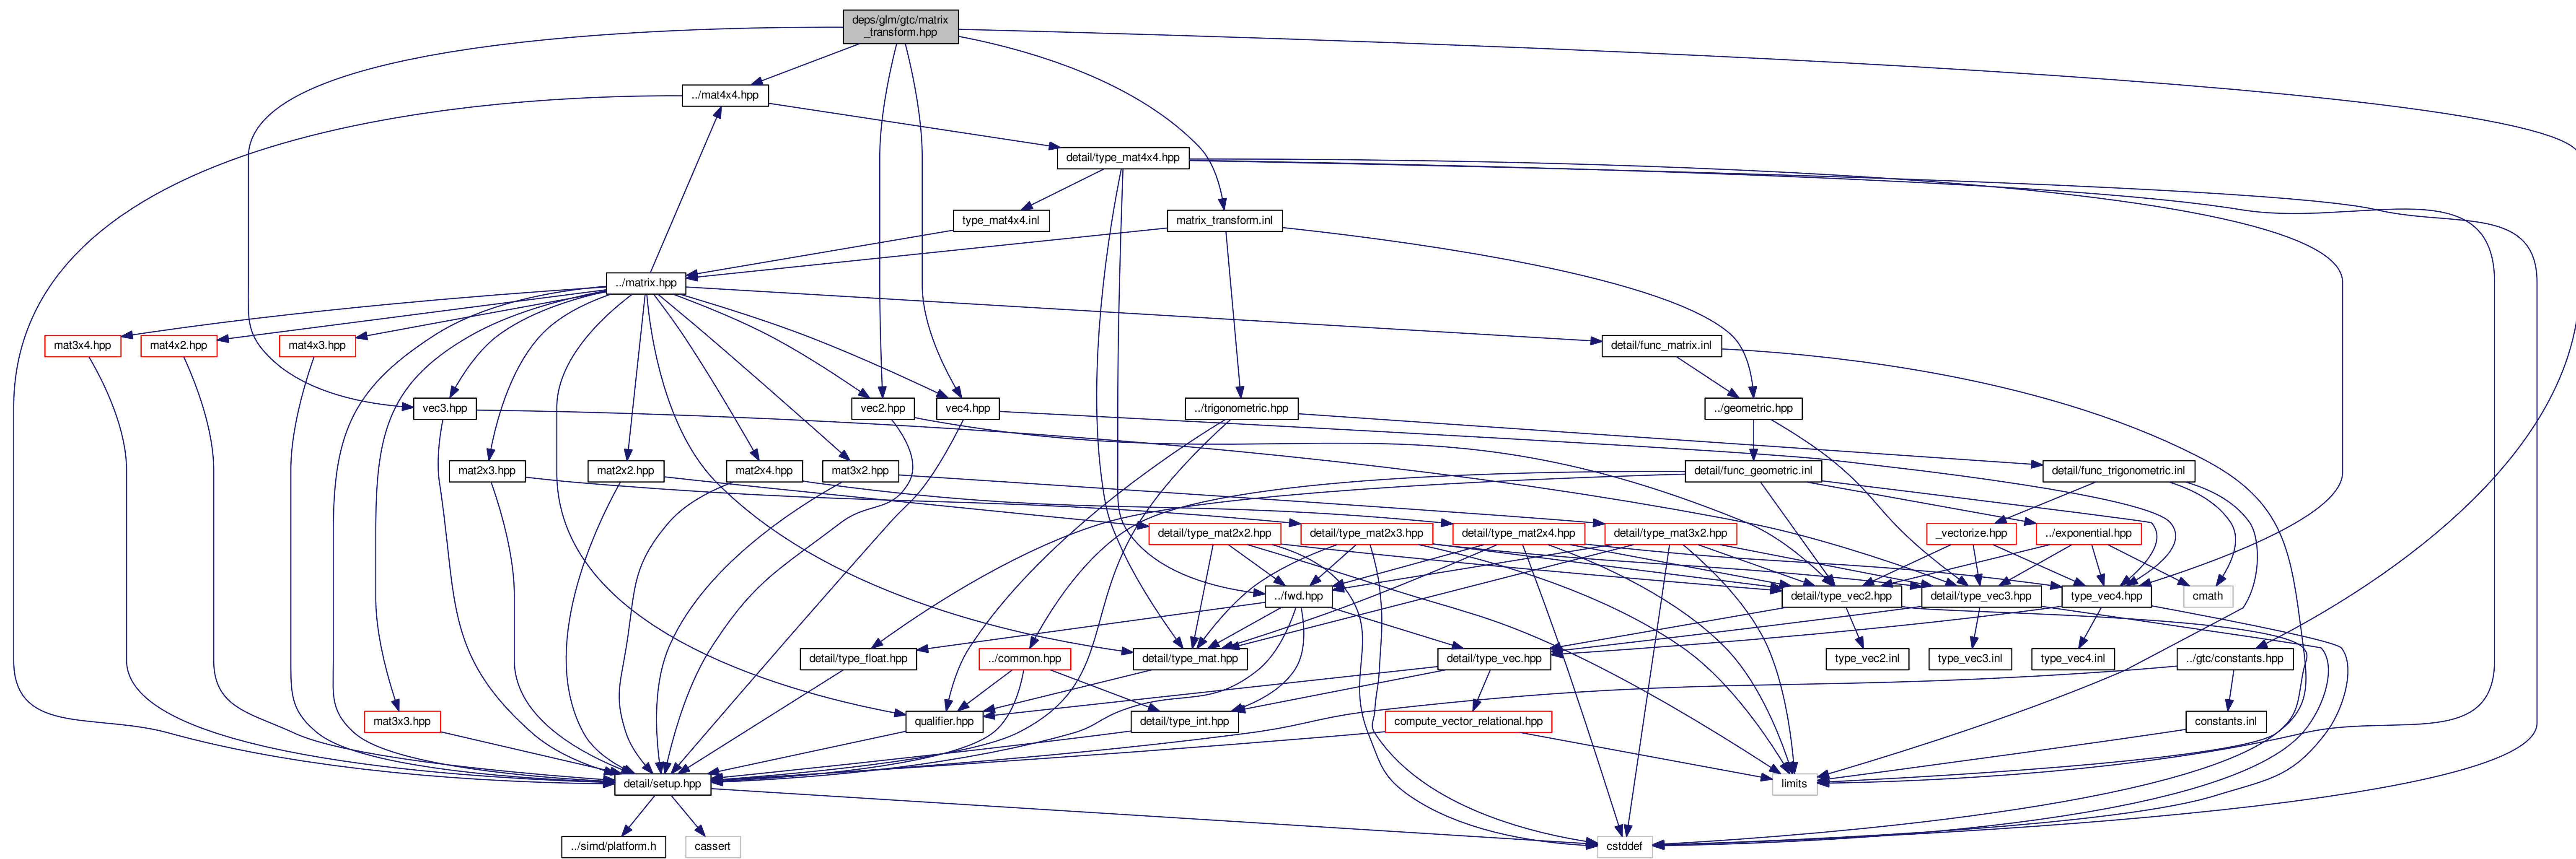 deps/glm/gtc/matrix
_transform.hpp
../mat4x4.hpp
detail/type_mat4x4.hpp
type_mat4x4.inl
matrix_transform.inl
../matrix.hpp
mat3x4.hpp
mat4x2.hpp
mat4x3.hpp
detail/func_matrix.inl
vec3.hpp
vec2.hpp
vec4.hpp
../trigonometric.hpp
../geometric.hpp
mat2x3.hpp
mat2x2.hpp
mat2x4.hpp
mat3x2.hpp
detail/func_geometric.inl
detail/func_trigonometric.inl
detail/type_mat2x2.hpp
detail/type_mat2x3.hpp
detail/type_mat2x4.hpp
detail/type_mat3x2.hpp
_vectorize.hpp
../exponential.hpp
../fwd.hpp
detail/type_vec2.hpp
detail/type_vec3.hpp
type_vec4.hpp
cmath
detail/type_float.hpp
../common.hpp
detail/type_mat.hpp
detail/type_vec.hpp
type_vec2.inl
type_vec3.inl
type_vec4.inl
../gtc/constants.hpp
mat3x3.hpp
qualifier.hpp
detail/type_int.hpp
compute_vector_relational.hpp
constants.inl
detail/setup.hpp
limits
../simd/platform.h
cassert
cstddef